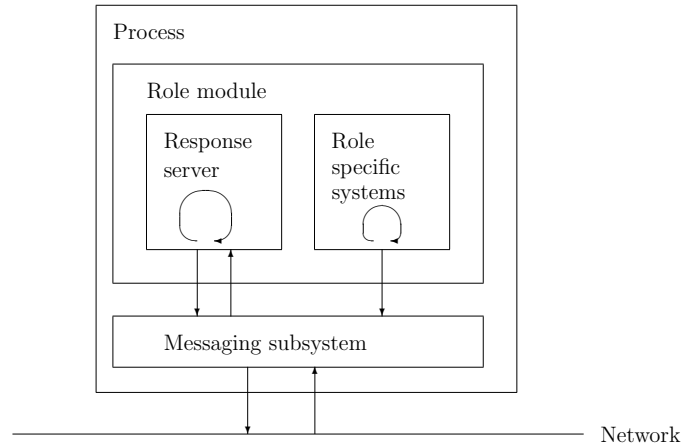 Process
Role module
Response
server
Role
specific
systems
Messaging subsystem
Network